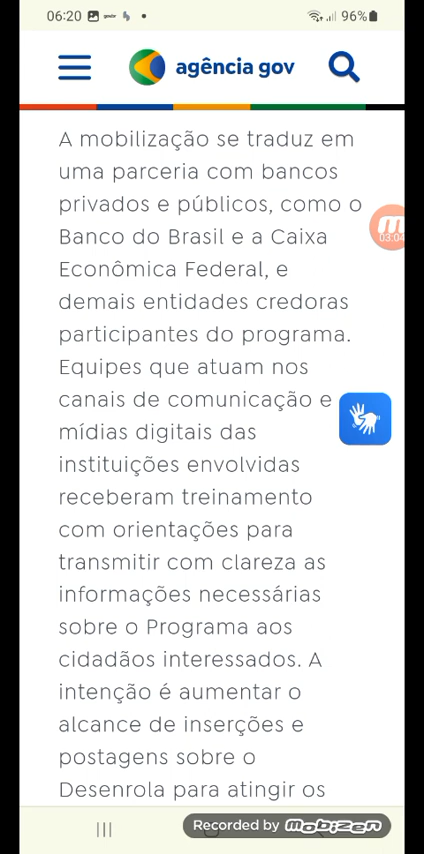 06:20 96%
agência gov
A mobilização se traduz em
uma parceria com bancos
privados e públicos, como o
Banco do Brasil e a Caixa
03:04
Econômica Federal, e
demais entidades credoras
participantes do programa.
Equipes que atuam nos
canais de comunicação e
mídias digitais das
instituições envolvidas
receberam treinamento
com orientações para
transmitir com clareza as
informações necessárias
sobre o Programa aos
cidadãos interessados. A
intenção é aumentar o
alcance de inserções e
postagens sobre o
Desenrola para atingir os
Recorded by mobizen